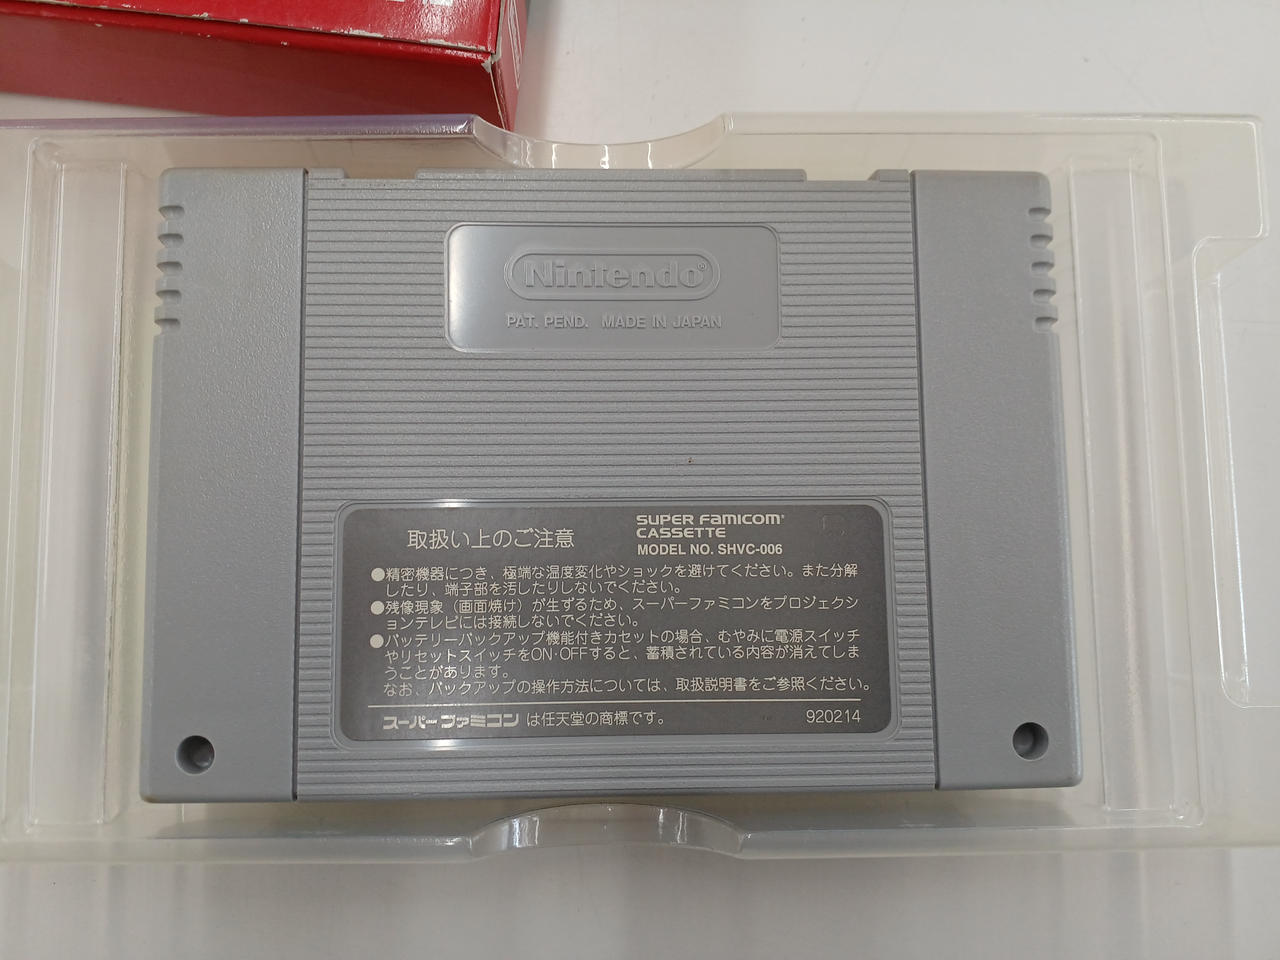 Nintendo®
PAT. PEND. MADE IN JAPAN
取扱い上のご注意
SUPER FAMICOM
CASSETTE
MODEL NO. SHVC-006
●精密機器につき、極端な温度変化やショックを避けてください。また分解
したり、端子部を汚したりしないでください。
●残像現象（画面焼け）が生ずるため、スーパーファミコンをプロジェクシ
ョンテレビには接続しないでください。
●バッテリーバックアップ機能付きカセットの場合、むやみに電源スイッチ
やリセットスイッチをON·OFFすると、蓄積されている内容が消えてしま
うことがあります。
なお、バックアップの操作方法については、取扱説明書をご参照ください。
スーパーファミコン は任天堂の商標です。
920214